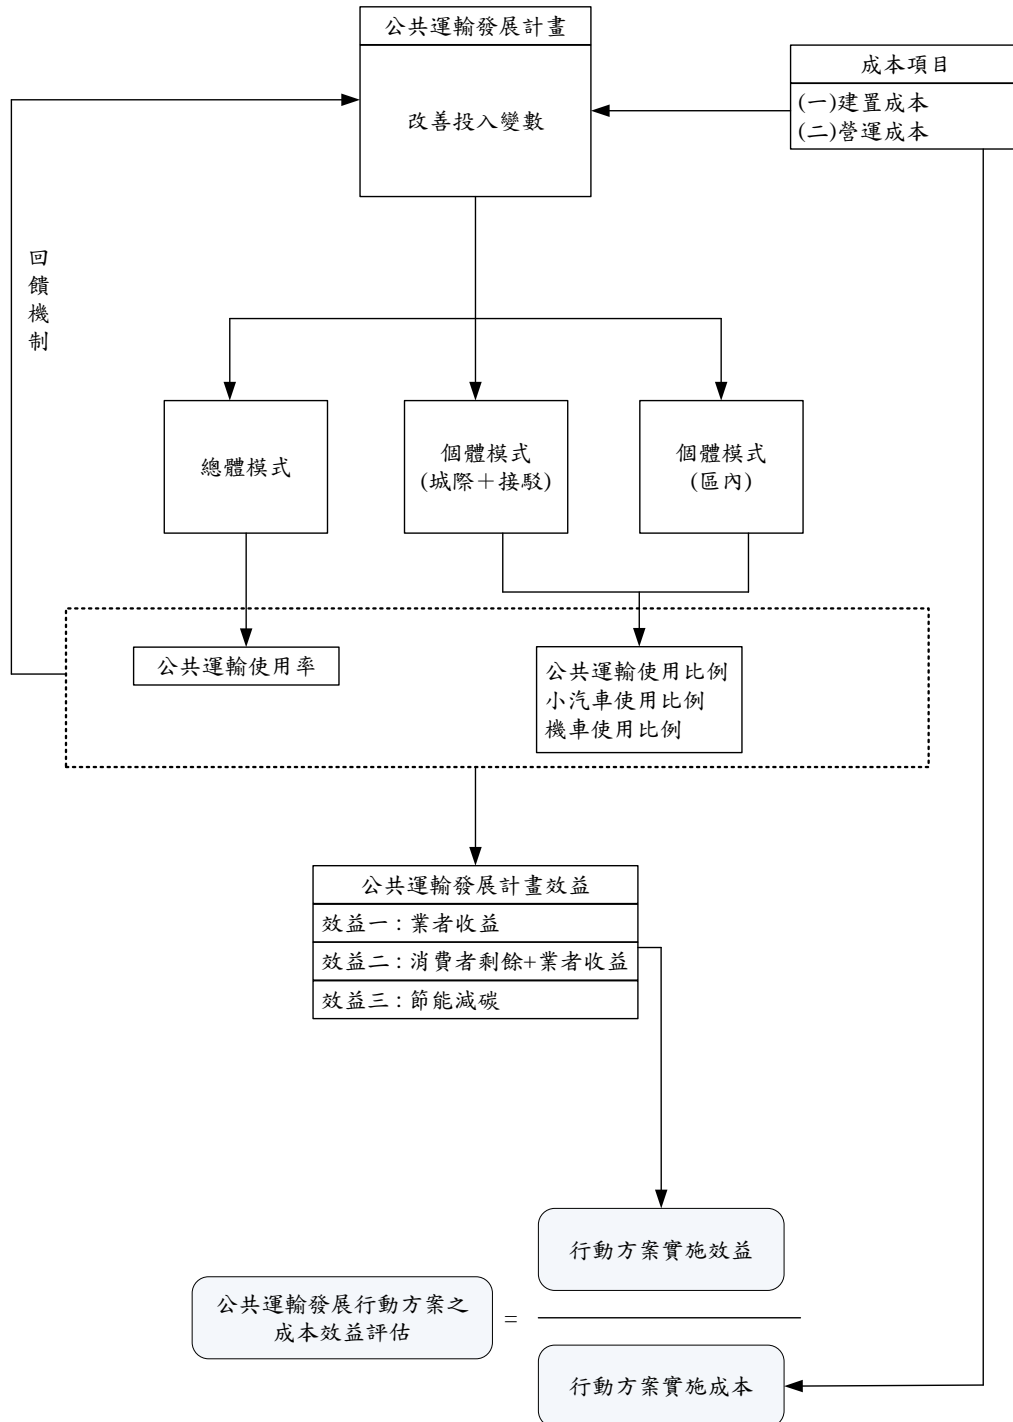 公共運輸發展計畫
改善投入變數
成本項目
(一)建置成本
(二)營運成本
回
饋
機
制
總體模式
個體模式
(城際＋接駁)
個體模式
(區內)
公共運輸使用率
公共運輸使用比例
小汽車使用比例
機車使用比例
公共運輸發展計畫效益
效益一：業者收益
效益二：消費者剩餘+業者收益
效益三：節能減碳
行動方案實施效益
公共運輸發展行動方案之
成本效益評估
=
行動方案實施成本